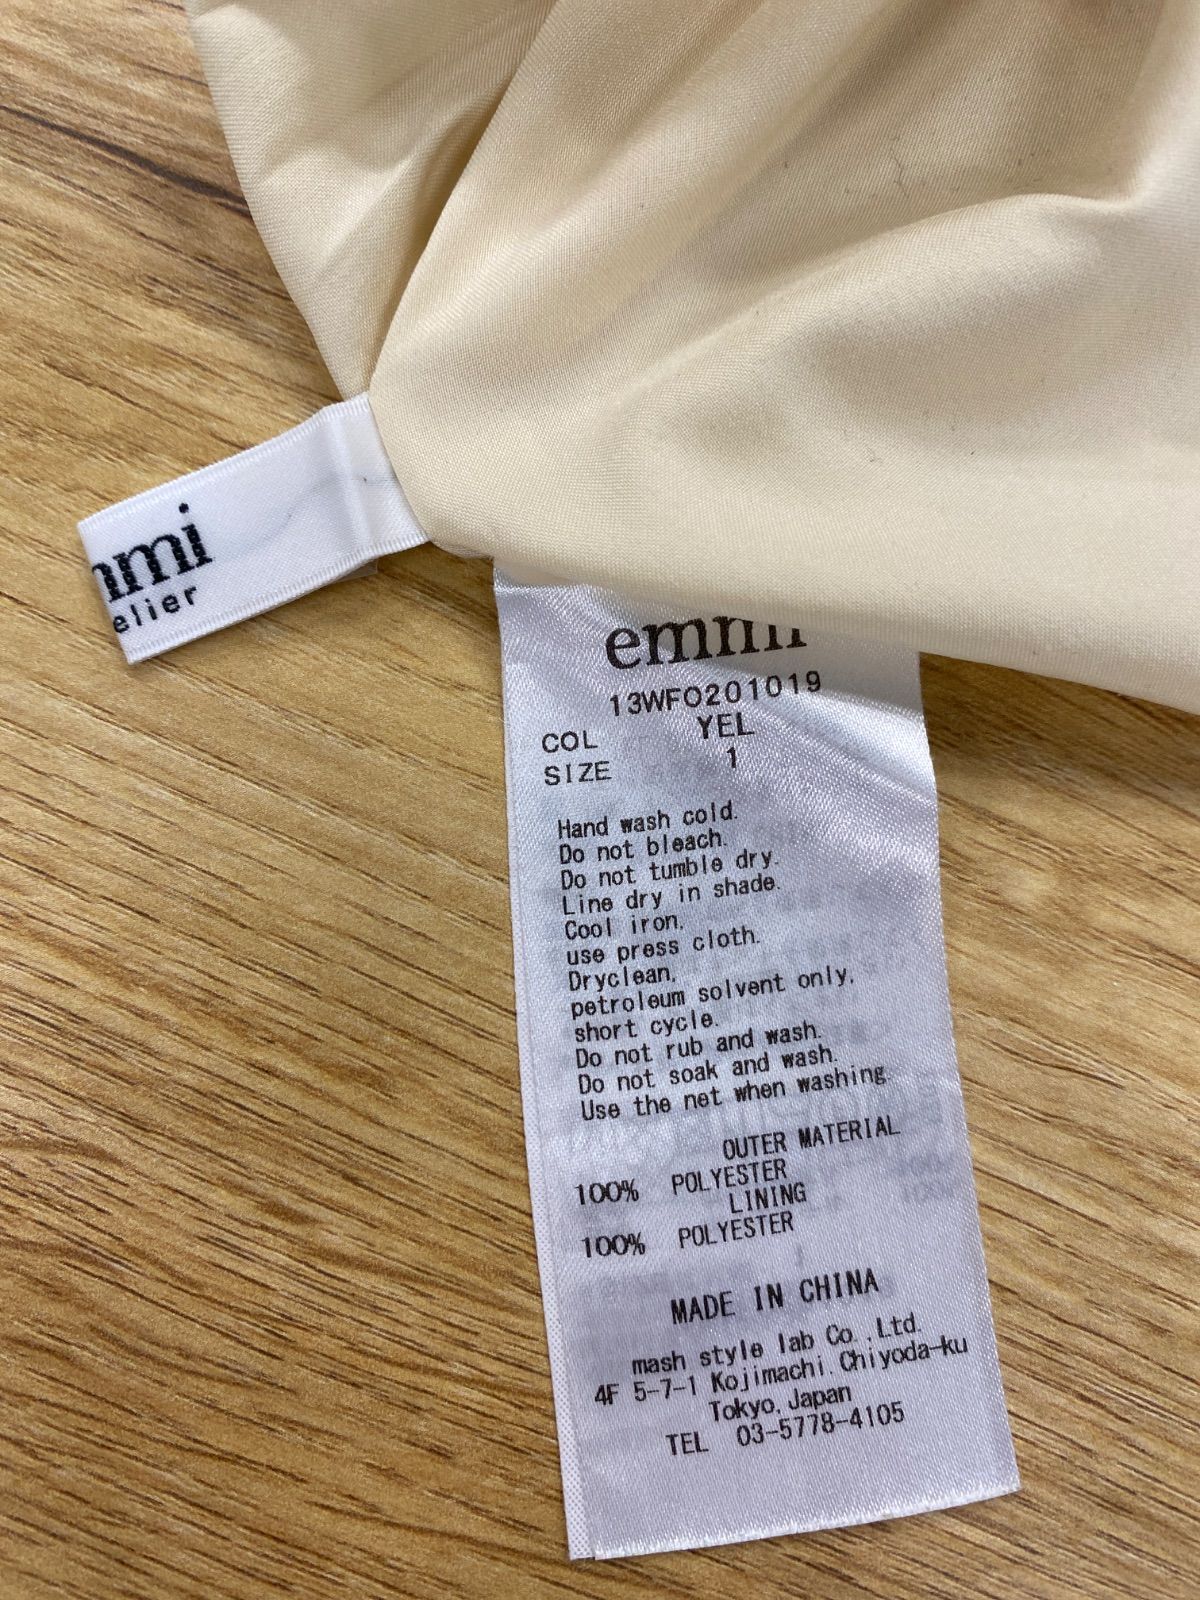 mmi
elier
emmi
13WFO201019
COL YEL
SIZE 1
Hand wash cold.
Do not bleach.
Do not tumble dry.
Line dry in shade.
Cool iron.
use press cloth.
Dryclean.
petroleum solvent only.
short cycle.
Do not rub and wash.
Do not soak and wash.
Use the net when washing.
OUTER MATERIAL
100% POLYESTER
LINING
100% POLYESTER
MADE IN CHINA
mash style lab Co.,Ltd.
4F 5-7-1 Kojimachi.Chiyoda-ku
Tokyo.Japan
TEL 03-5778-4105